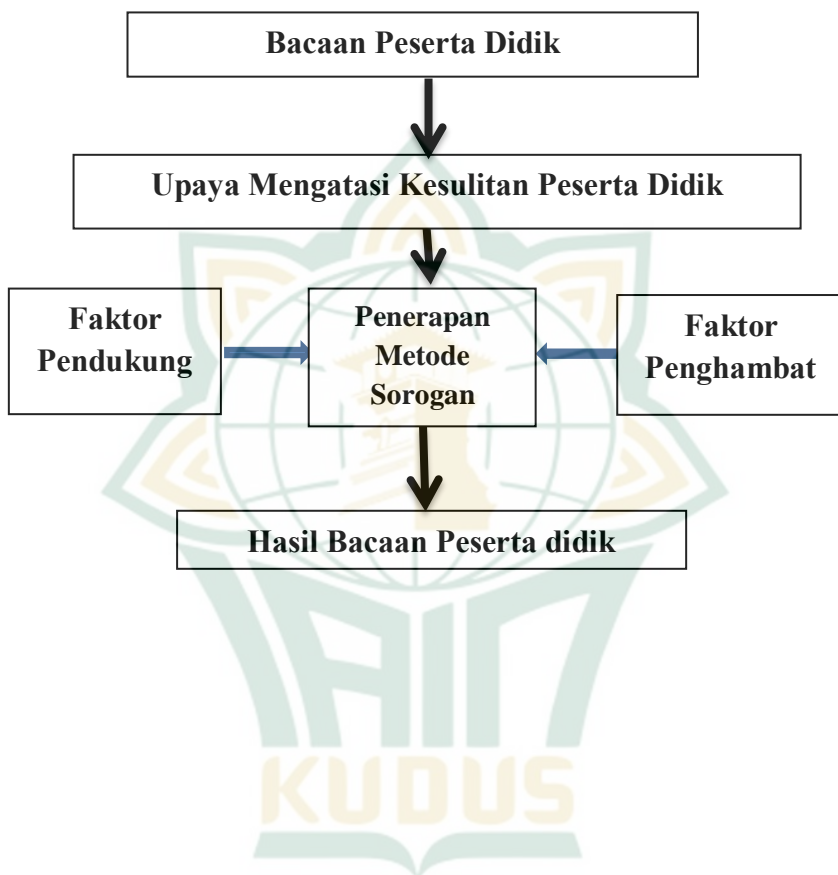 Bacaan Peserta Didik
Upaya Mengatasi Kesulitan Peserta Didik
Faktor
Pendukung
Penerapan
Metode
Sorogan
Faktor
Penghambat
Hasil Bacaan Peserta didik
IAIN
KUDUS